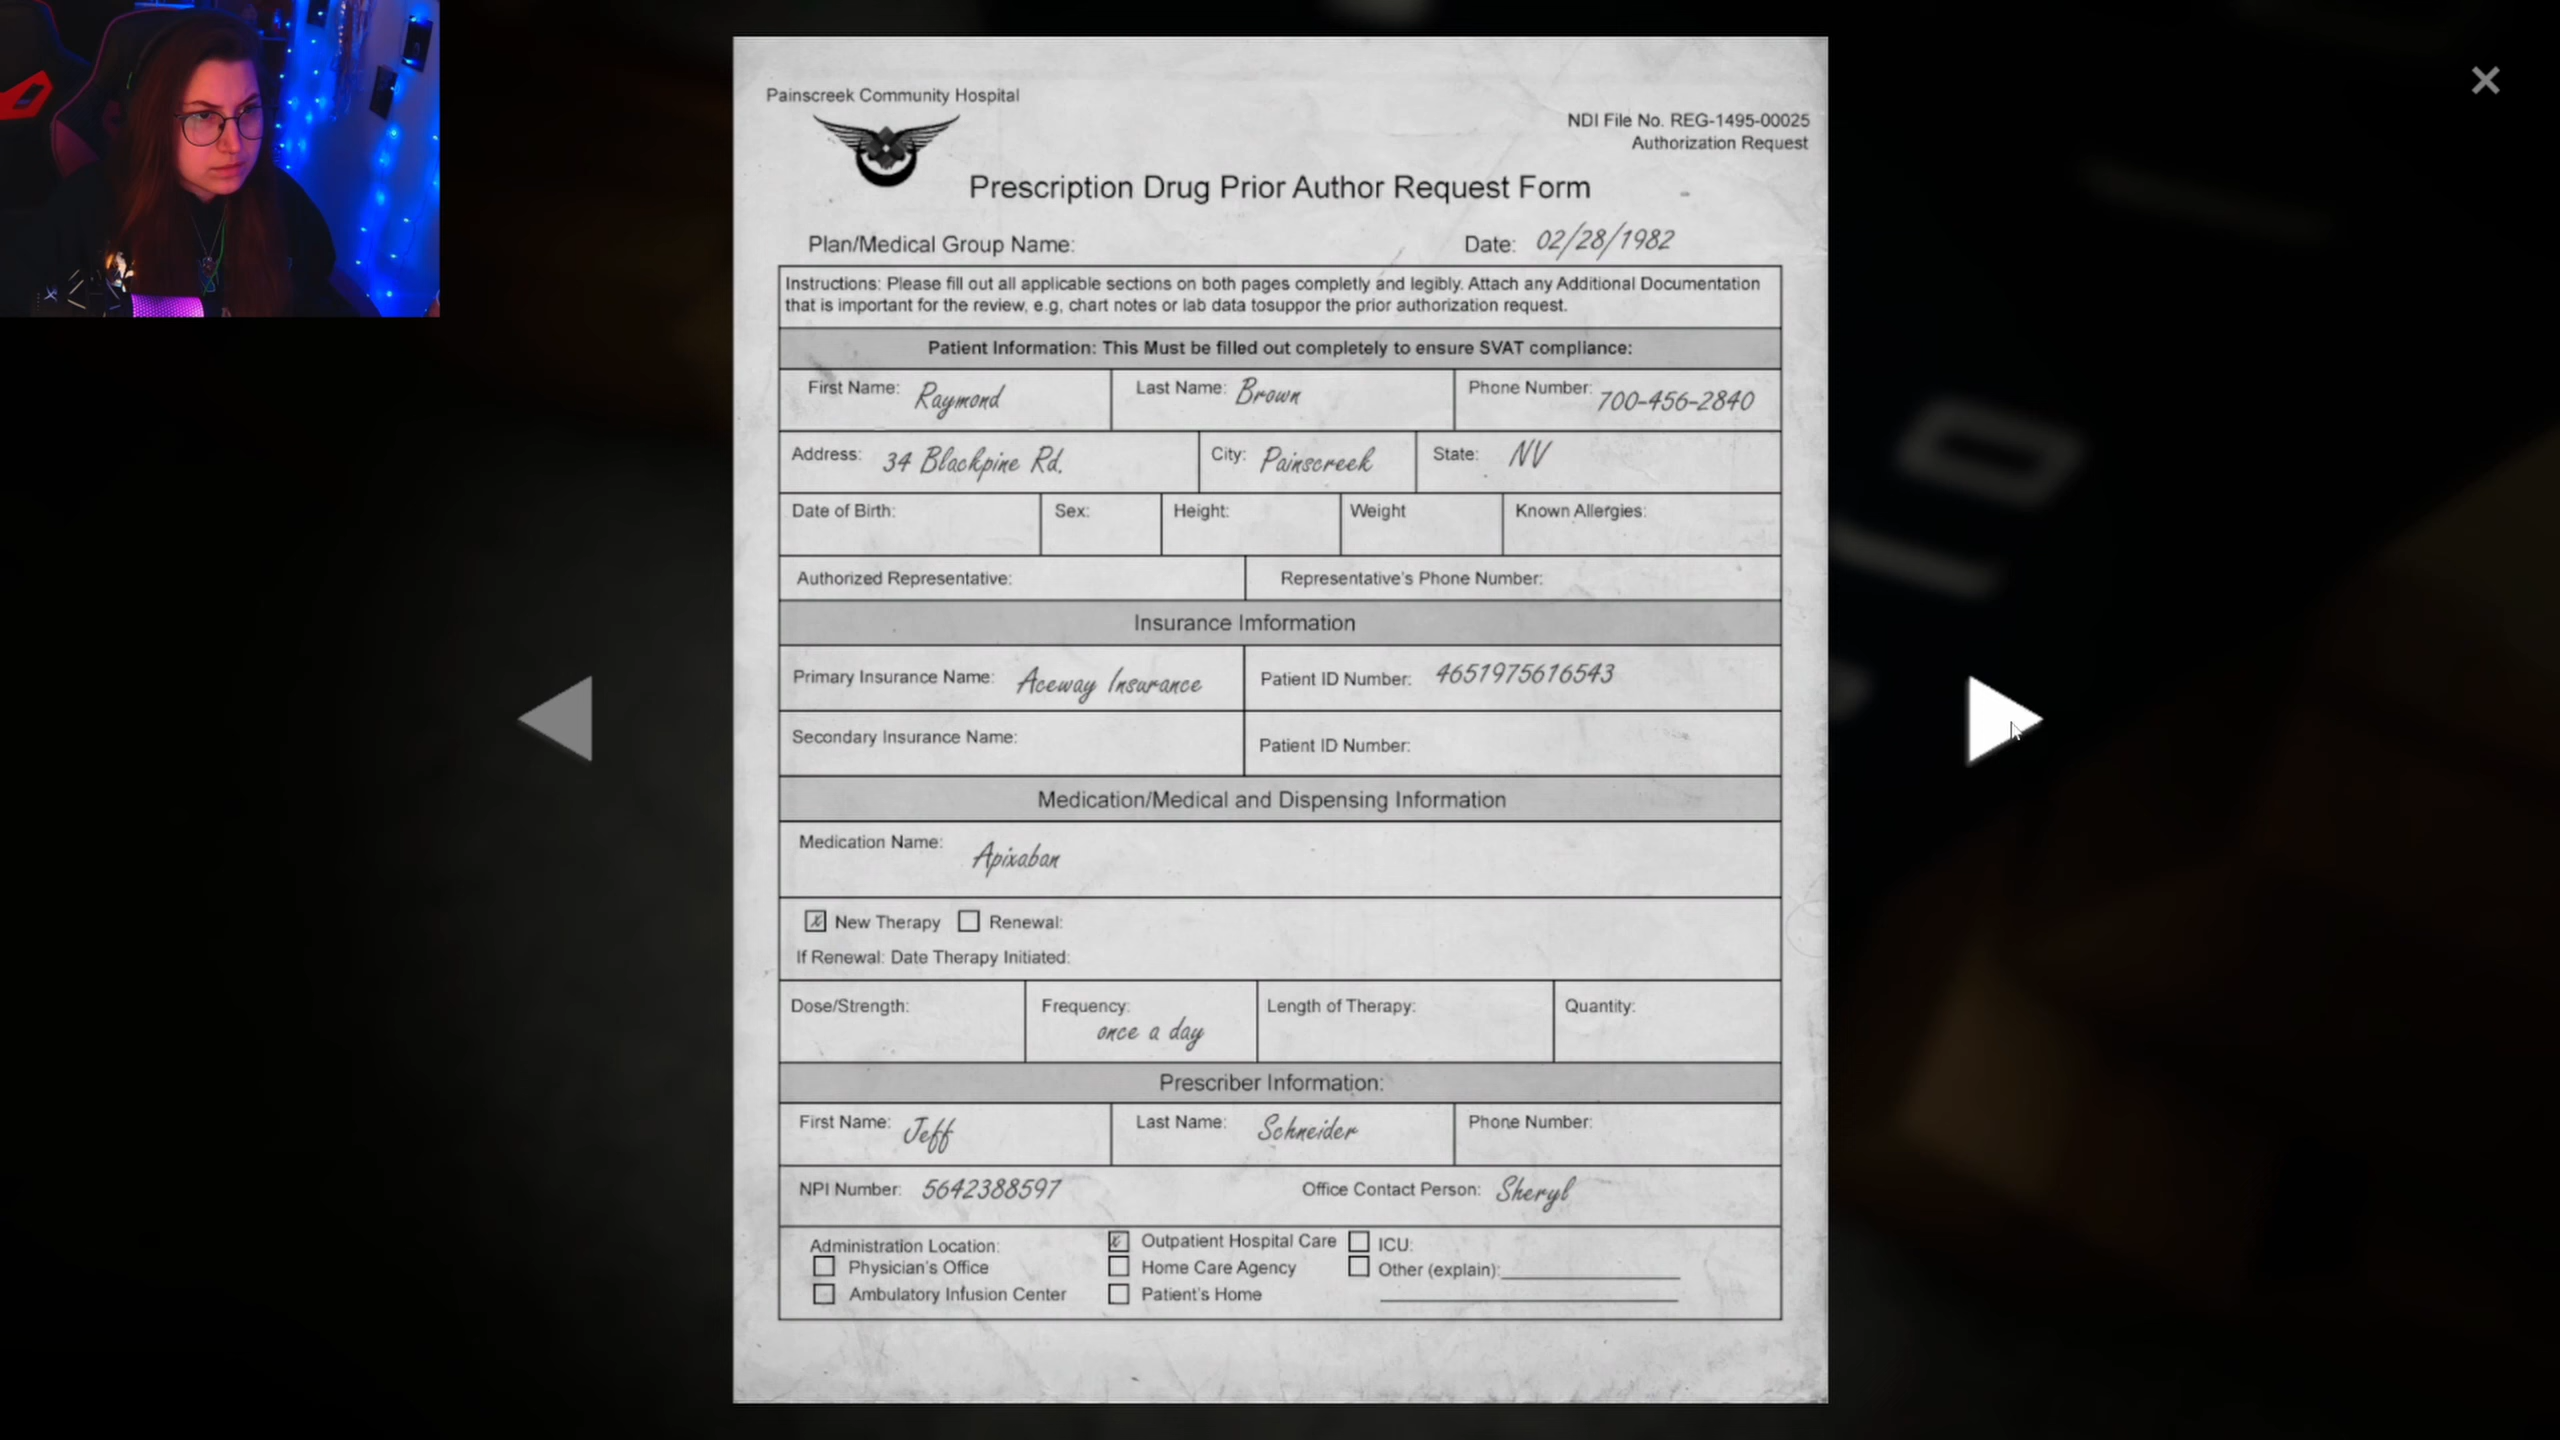 Painscreek Community Hospital
NDI File No. REG-1495-00025
Authorization Request
Prescription Drug Prior Author Request Form
Plan/Medical Group Name: Date: 02/28/1982
Instructions: Please fill out all applicable sections on both pages completly and legibly. Attach any Additional Documentation
that is important for the review, e.g, chart notes or lab data tosuppor the prior authorization request.
Patient Information: This Must be filled out completely to ensure SVAT compliance:
First Name: Raymond Last Name: Brown Phone Number: 700-456-2840
Address: 34 Blackpine Rd. City: Painscreek State: NV
Date of Birth: Sex: Height: Weight Known Allergies:
Authorized Representative: Representative's Phone Number:
Insurance Imformation
Primary Insurance Name: Aceway Insurance Patient ID Number: 4651975616543
Secondary Insurance Name: Patient ID Number:
Medication/Medical and Dispensing Information
Medication Name: Apixaban
x New Therapy Renewal:
If Renewal: Date Therapy Initiated:
Dose/Strength: Frequency: once a day Length of Therapy: Quantity:
Prescriber Information:
First Name: Jeff Last Name: Schneider Phone Number:
NPI Number: 5642388597 Office Contact Person: Sheryl
Administration Location: x Outpatient Hospital Care ICU:
Physician's Office Home Care Agency Other (explain):
Ambulatory Infusion Center Patient's Home